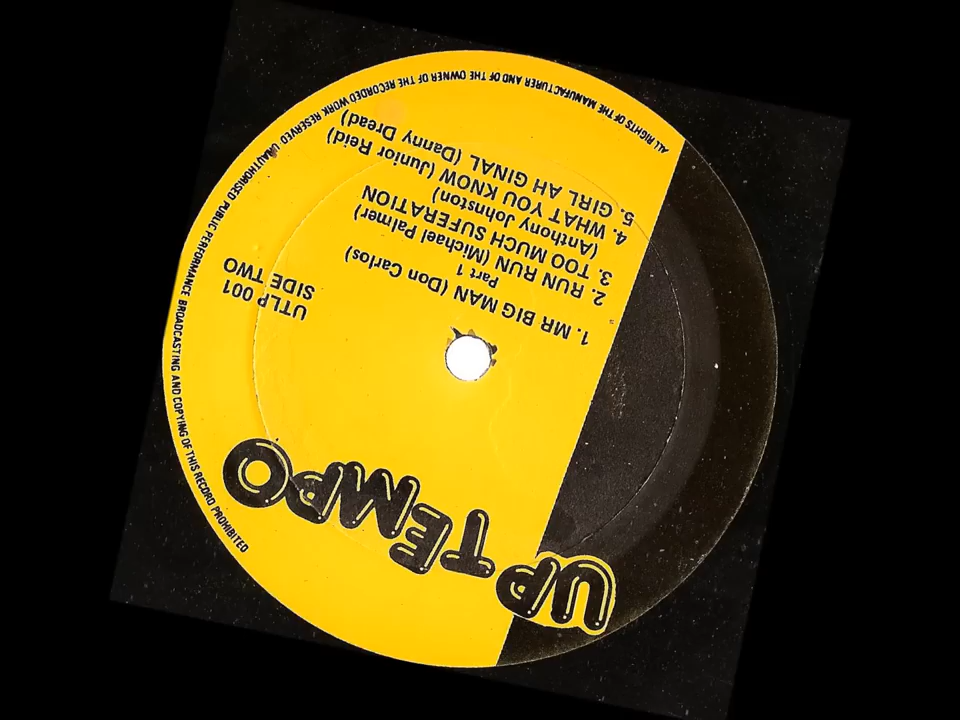 UP TEMPO
UTLP 001
SIDE TWO
1. MR BIG MAN (Don Carlos)
Part 1
2. RUN RUN (Michael Palmer)
3. TOO MUCH SUFERATION
(Anthony Johnston)
4. WHAT YOU KNOW (Junior Reid)
5. GIRL AH GINAL (Danny Dread)
ALL RIGHTS OF THE MANUFACTURER AND OF THE OWNER OF THE RECORDED WORK RESERVED UNAUTHORISED PUBLIC PERFORMANCE BROADCASTING AND COPYING OF THIS RECORD PROHIBITED